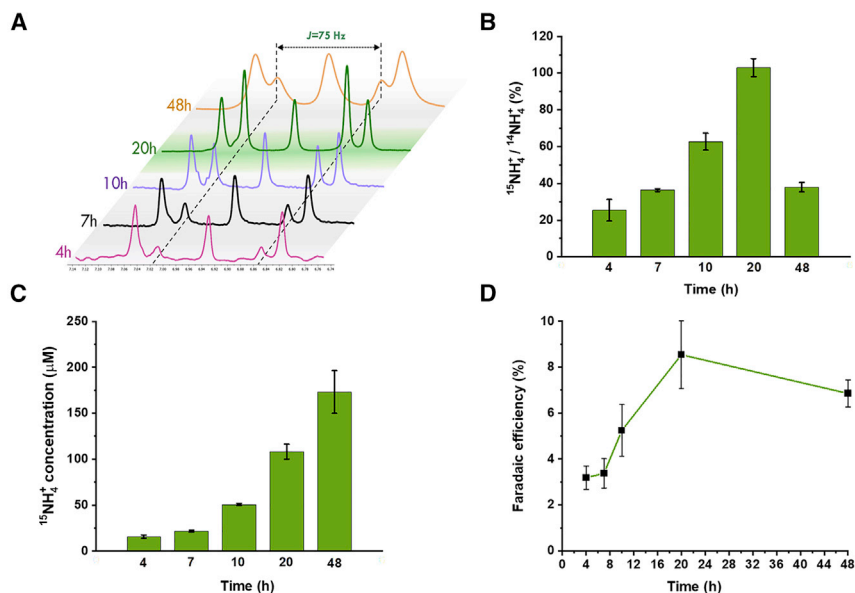 A
J=75 Hz
48h
20h
10h
7h
4h
B
¹⁵NH₄⁺ / ¹⁴NH₄⁺ (%)
120
100
80
60
40
20
0
4 7 10 20 48
Time (h)
C
¹⁵NH₄⁺ concentration (μM)
250
200
150
100
50
0
4 7 10 20 48
Time (h)
D
Faradaic efficiency (%)
10
8
6
4
2
0
0 4 8 12 16 20 24 28 32 36 40 44 48
Time (h)